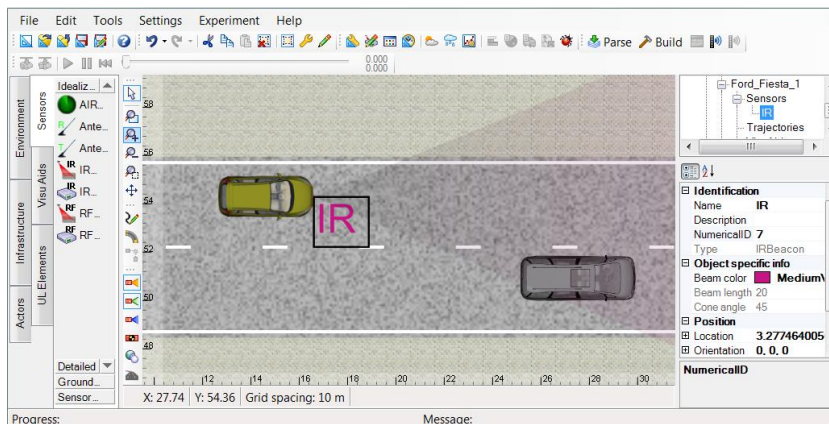 File Edit Tools Settings Experiment Help
Parse Build
0.000
0.000
Environment
Infrastructure
Actors
Sensors
Visu Aids
UL Elements
Idealiz...
AIR...
Ante...
Ante...
IR...
IR...
RF...
RF...
Detailed
Ground...
Sensor...
58
56
54
52
50
48
IR
12 14 16 18 20 22 24 26 28 30
X: 27.74 Y: 54.36 Grid spacing: 10 m
Ford_Fiesta_1
Sensors
IR
Trajectories
Identification
Name IR
Description
NumericalID 7
Type IRBeacon
Object specific info
Beam color Medium
Beam length 20
Cone angle 45
Position
Location 3.277464005
Orientation 0, 0, 0
NumericalID
Progress: Message: